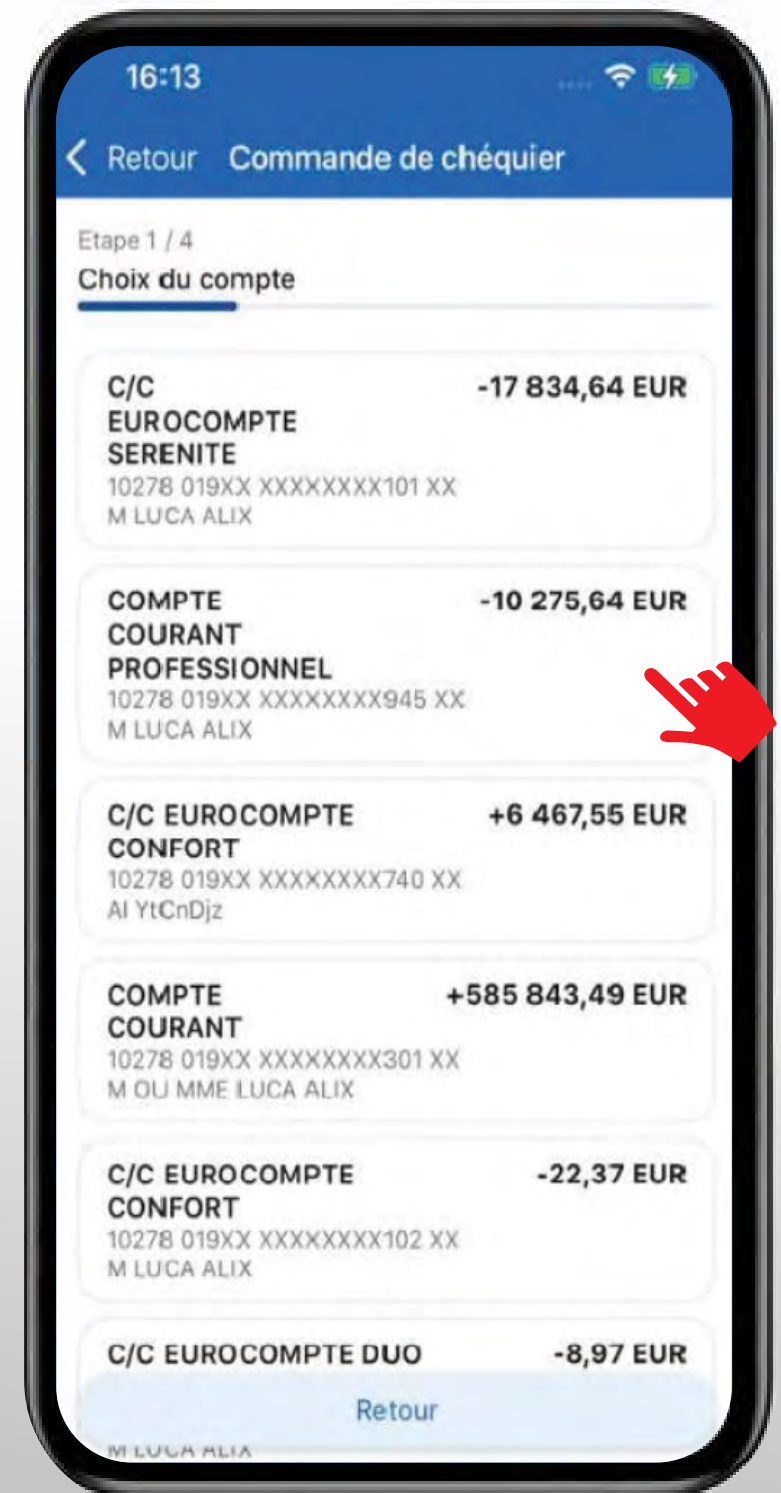 16:13
Retour Commande de chéquier
Etape 1 / 4
Choix du compte
C/C -17 834,64 EUR
EUROCOMPTE
SERENITE
10278 019XX XXXXXXXX101 XX
M LUCA ALIX
COMPTE -10 275,64 EUR
COURANT
PROFESSIONNEL
10278 019XX XXXXXXXX945 XX
M LUCA ALIX
C/C EUROCOMPTE +6 467,55 EUR
CONFORT
10278 019XX XXXXXXXX740 XX
Al YtCnDjz
COMPTE +585 843,49 EUR
COURANT
10278 019XX XXXXXXXX301 XX
M OU MME LUCA ALIX
C/C EUROCOMPTE -22,37 EUR
CONFORT
10278 019XX XXXXXXXX102 XX
M LUCA ALIX
C/C EUROCOMPTE DUO -8,97 EUR
Retour
M LUCA ALIX